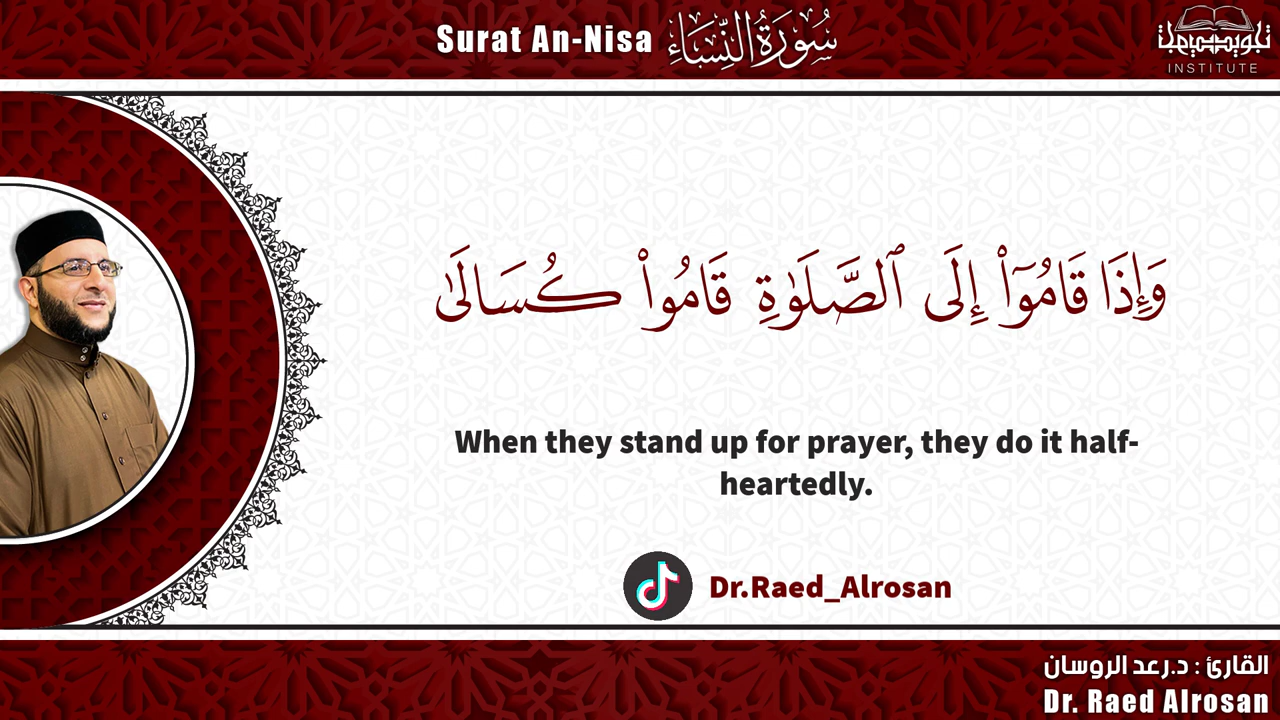 Surat An-Nisa سُورَةُ النِّسَاءِ
INSTITUTE
وَإِذَا قَامُوٓا۟ إِلَى ٱلصَّلَوٰةِ قَامُوا۟ كُسَالَىٰ
When they stand up for prayer, they do it half-
heartedly.
Dr.Raed_Alrosan
القارئ : د.رعد الروسان
Dr. Raed Alrosan